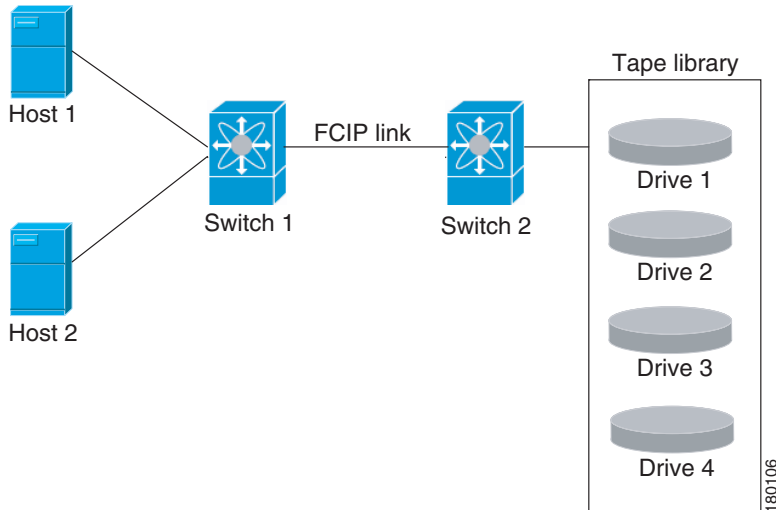 Host 1
Host 2
Switch 1
FCIP link
Switch 2
Tape library
Drive 1
Drive 2
Drive 3
Drive 4
180106